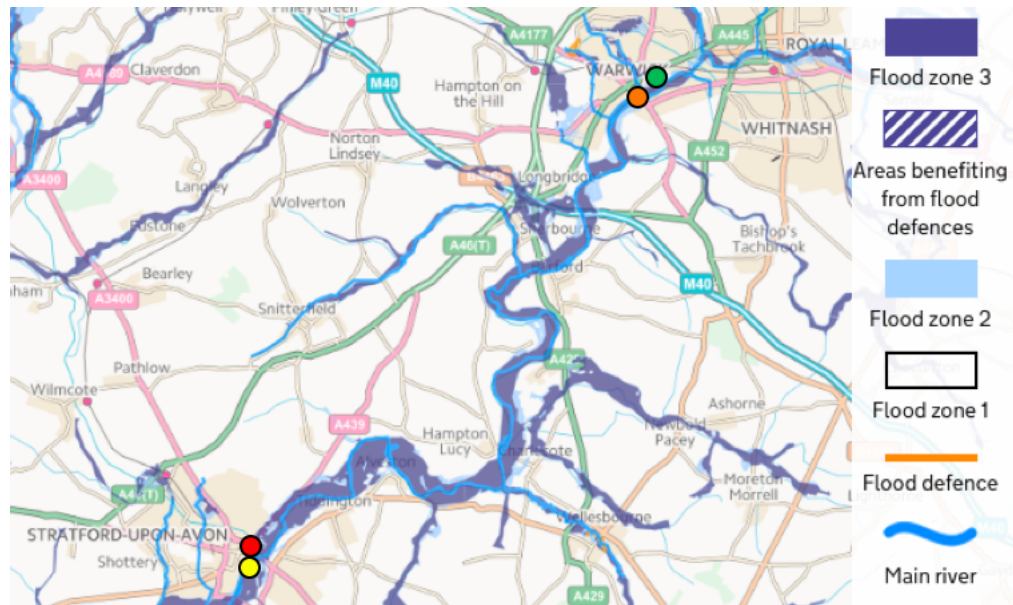 Finley Green
A4177
A445
ROYAL LEAM
WARWICK
A4189
Claverdon
M40
Hampton on
the Hill
WHITNASH
Norton
Lindsey
A452
A3400
Langley
Longbridge
Wolverton
Edstone
Sherbourne
Bishop's
Tachbrook
A46(T)
Bearley
Barford
M40
A3400
Snitterfield
Pathlow
Wilmcote
A439
Ashorne
Hampton
Lucy
Newbold
Pacey
Charlecote
Alveston
Moreton
Morrell
Tiddington
STRATFORD-UPON-AVON
Wellesbourne
Shottery
A429
Flood zone 3
Areas benefiting
from flood
defences
Flood zone 2
Flood zone 1
Flood defence
Main river